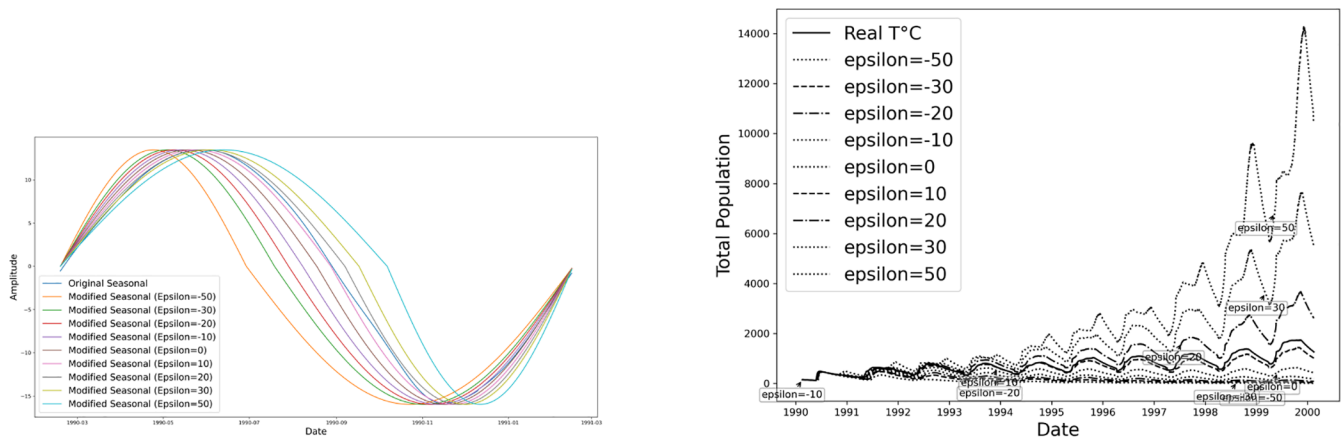 10
5
0
-5
-10
-15
Amplitude
Original Seasonal
Modified Seasonal (Epsilon=-50)
Modified Seasonal (Epsilon=-30)
Modified Seasonal (Epsilon=-20)
Modified Seasonal (Epsilon=-10)
Modified Seasonal (Epsilon=0)
Modified Seasonal (Epsilon=10)
Modified Seasonal (Epsilon=20)
Modified Seasonal (Epsilon=30)
Modified Seasonal (Epsilon=50)
1990-03 1990-05 1990-07 1990-09 1990-11 1991-01 1991-03
Date
Total Population
14000
12000
10000
8000
6000
4000
2000
0
Real T°C
epsilon=-50
epsilon=-30
epsilon=-20
epsilon=-10
epsilon=0
epsilon=10
epsilon=20
epsilon=30
epsilon=50
epsilon=50
epsilon=30
epsilon=20
epsilon=10
epsilon=0
epsilon=-10
epsilon=-20
epsilon=-30
epsilon=-50
1990 1991 1992 1993 1994 1995 1996 1997 1998 1999 2000
Date